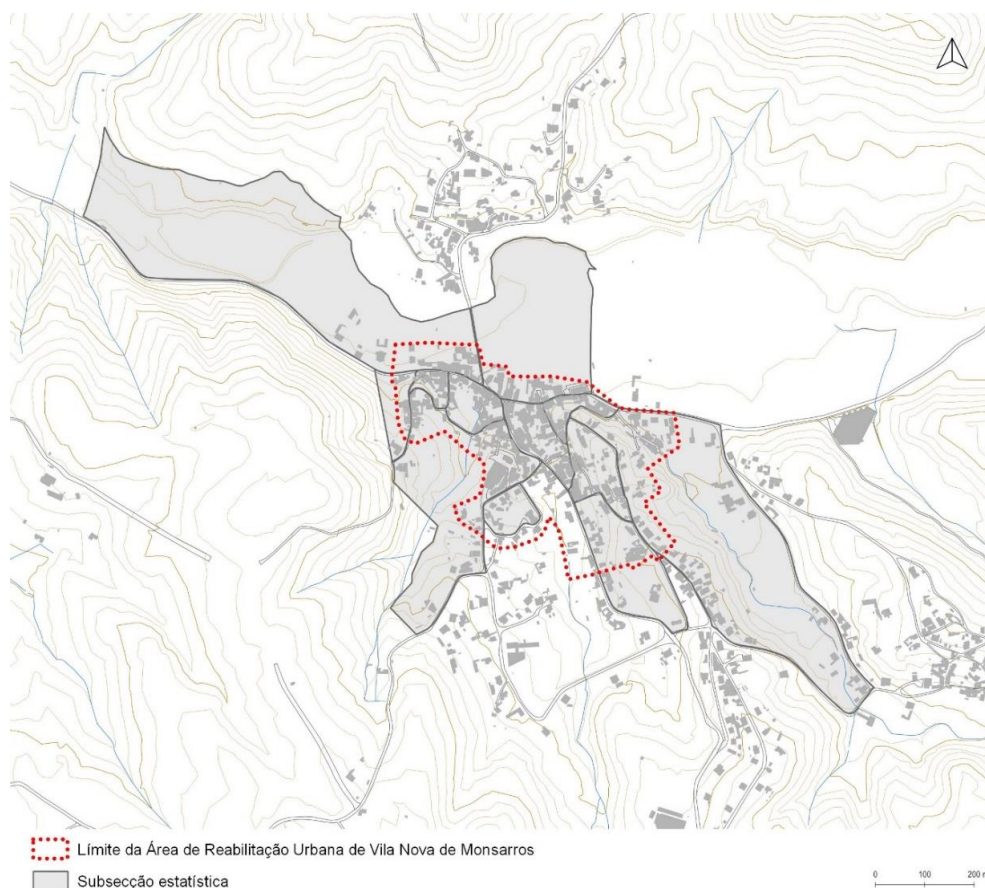 Límite da Área de Reabilitação Urbana de Vila Nova de Monsarros
Subsecção estatística
0 100 200 m